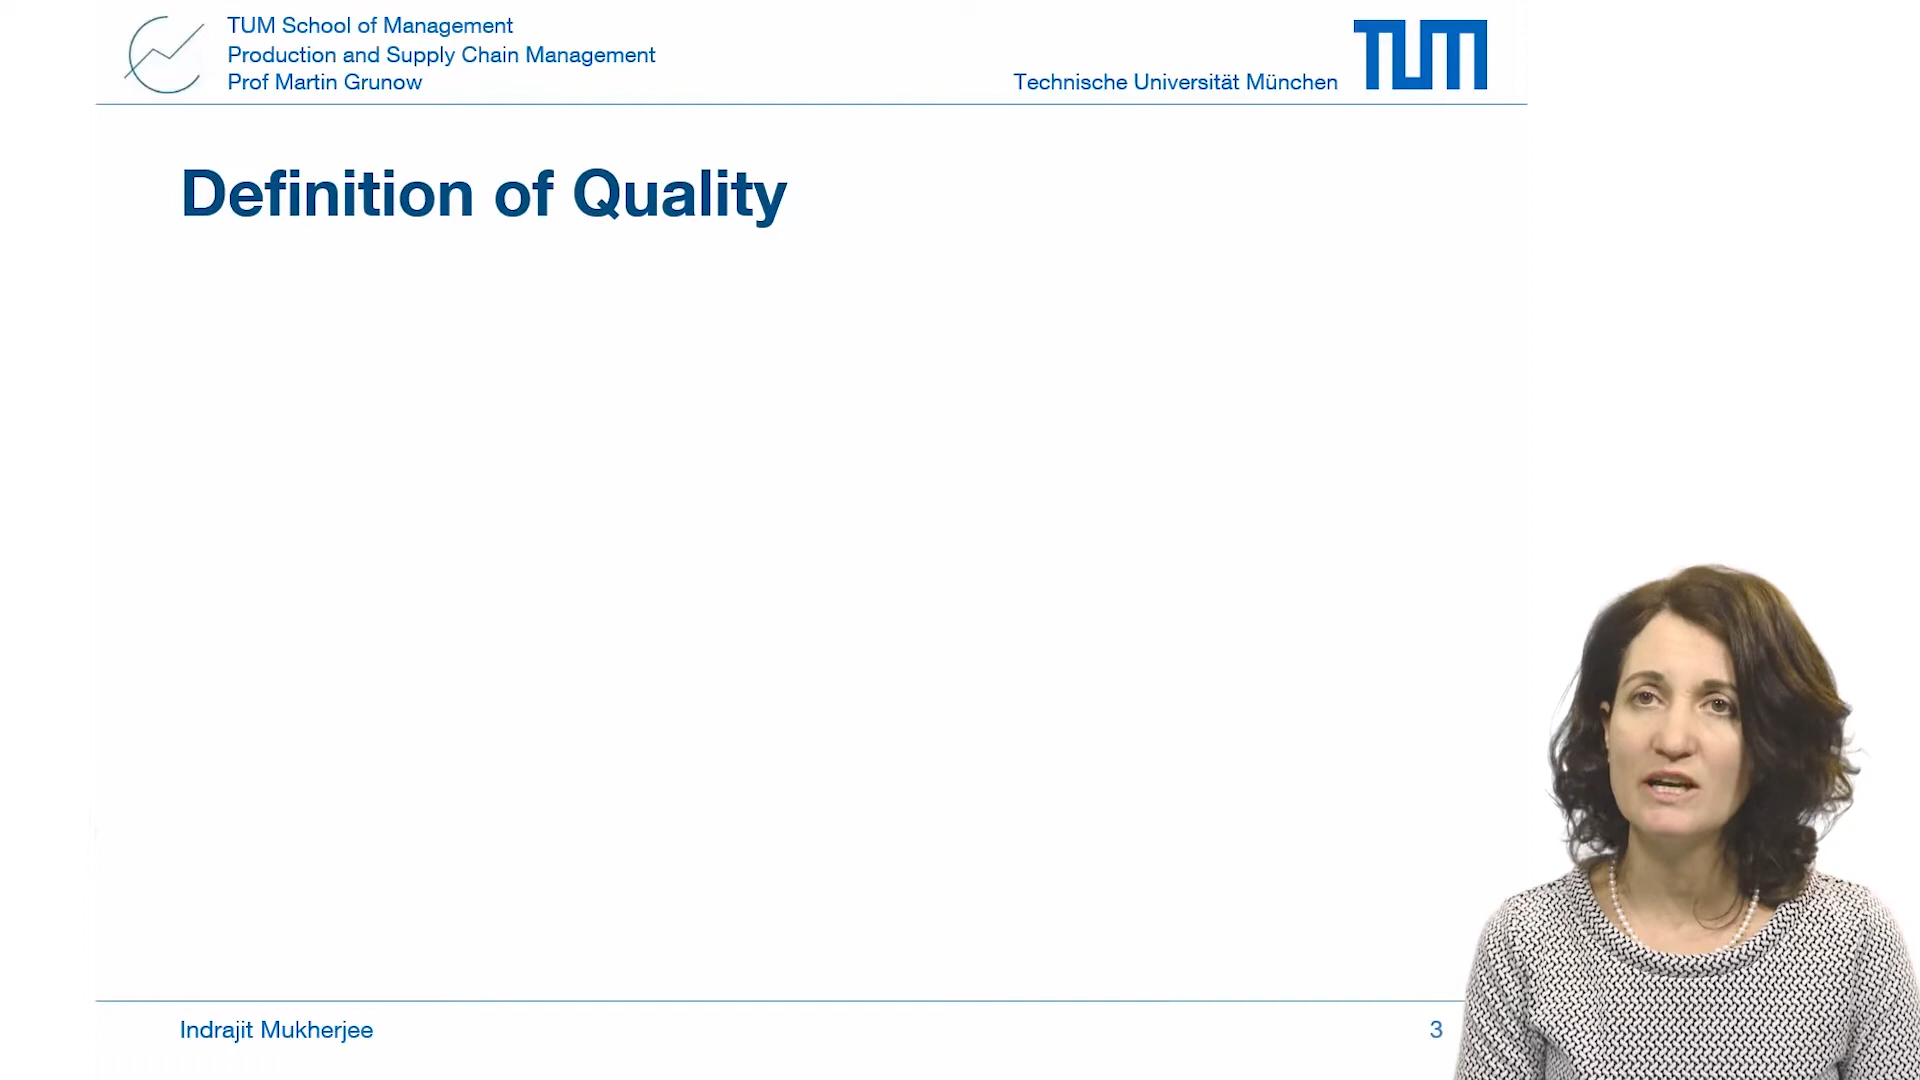 TUM School of Management
Production and Supply Chain Management
Prof Martin Grunow
Technische Universität München
TUM
Definition of Quality
Indrajit Mukherjee
3